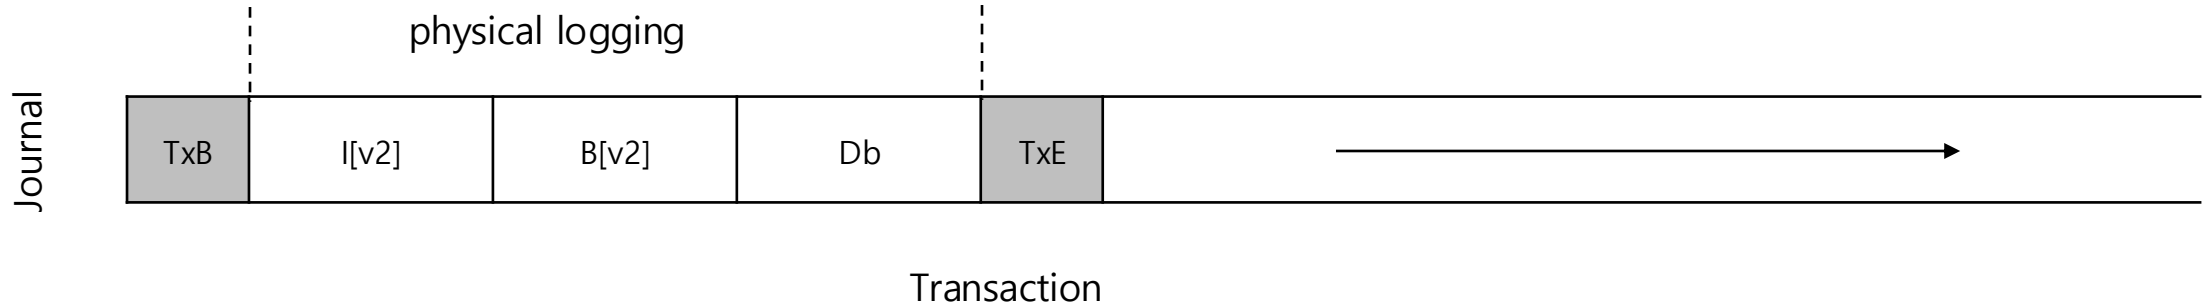 physical logging
Journal
TxB I[v2] B[v2] Db TxE
Transaction